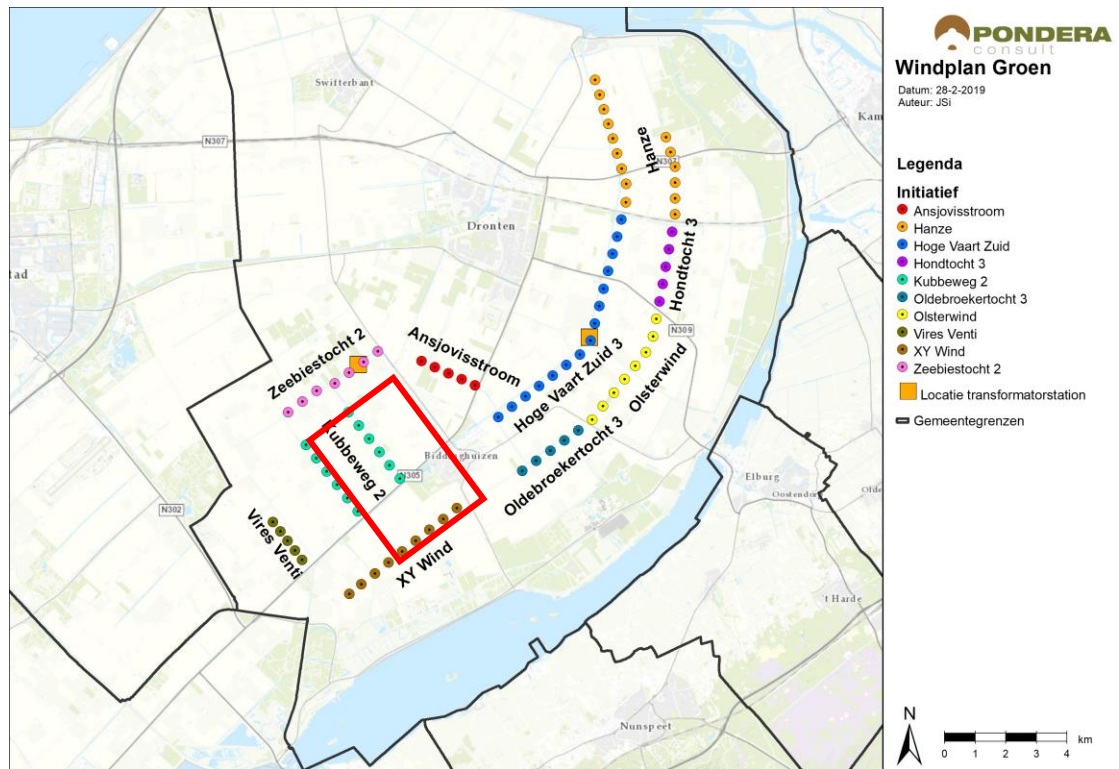 PONDERA
consult
Windplan Groen
Datum: 28-2-2019
Auteur: JSi
Legenda
Initiatief
Ansjovisstroom
Hanze
Hoge Vaart Zuid
Hondtocht 3
Kubbeweg 2
Oldebroekertocht 3
Olsterwind
Vires Venti
XY Wind
Zeebiestocht 2
Locatie transformatorstation
Gemeentegrenzen
Swifterbant
N307
Hanze
N307
Kam
Dronten
stad
Hondtocht 3
N309
Ansjovisstroom
Zeebiestocht 2
Hoge Vaart Zuid 3
Olsterwind
Kubbeweg 2
Biddinghuizen
N305
Oldebroekertocht 3
Elburg
Oostendorp
Olde
N302
Vires Venti
XY Wind
't Harde
Nunspeet
N
km
0 1 2 3 4